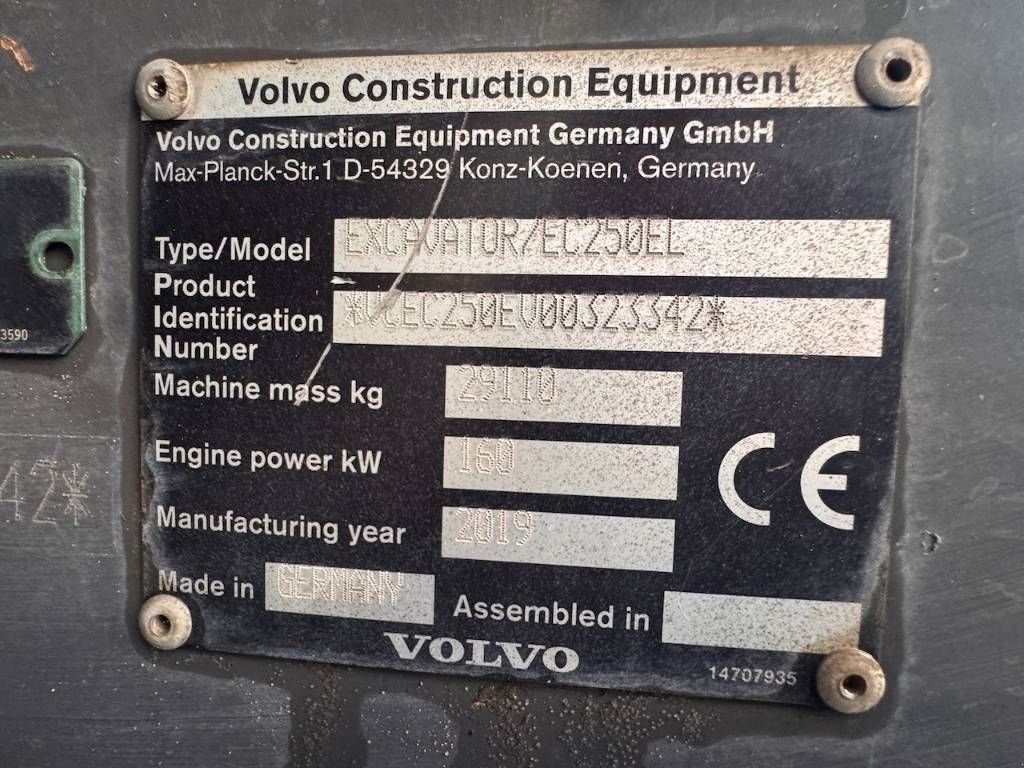 Volvo Construction Equipment
Volvo Construction Equipment Germany GmbH
Max-Planck-Str.1 D-54329 Konz-Koenen, Germany
Type/Model EXCAVATOR/EC250EL
Product
Identification *VCEC250EV00323342*
Number
Machine mass kg 29110
Engine power kW 160
Manufacturing year 2019
Made in GERMANY Assembled in
CE
VOLVO
14707935
3590
42*